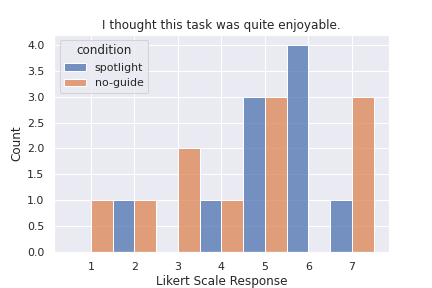 I thought this task was quite enjoyable.
condition
spotlight
no-guide
4.0
3.5
3.0
2.5
2.0
1.5
1.0
0.5
0.0
Count
1 2 3 4 5 6 7
Likert Scale Response